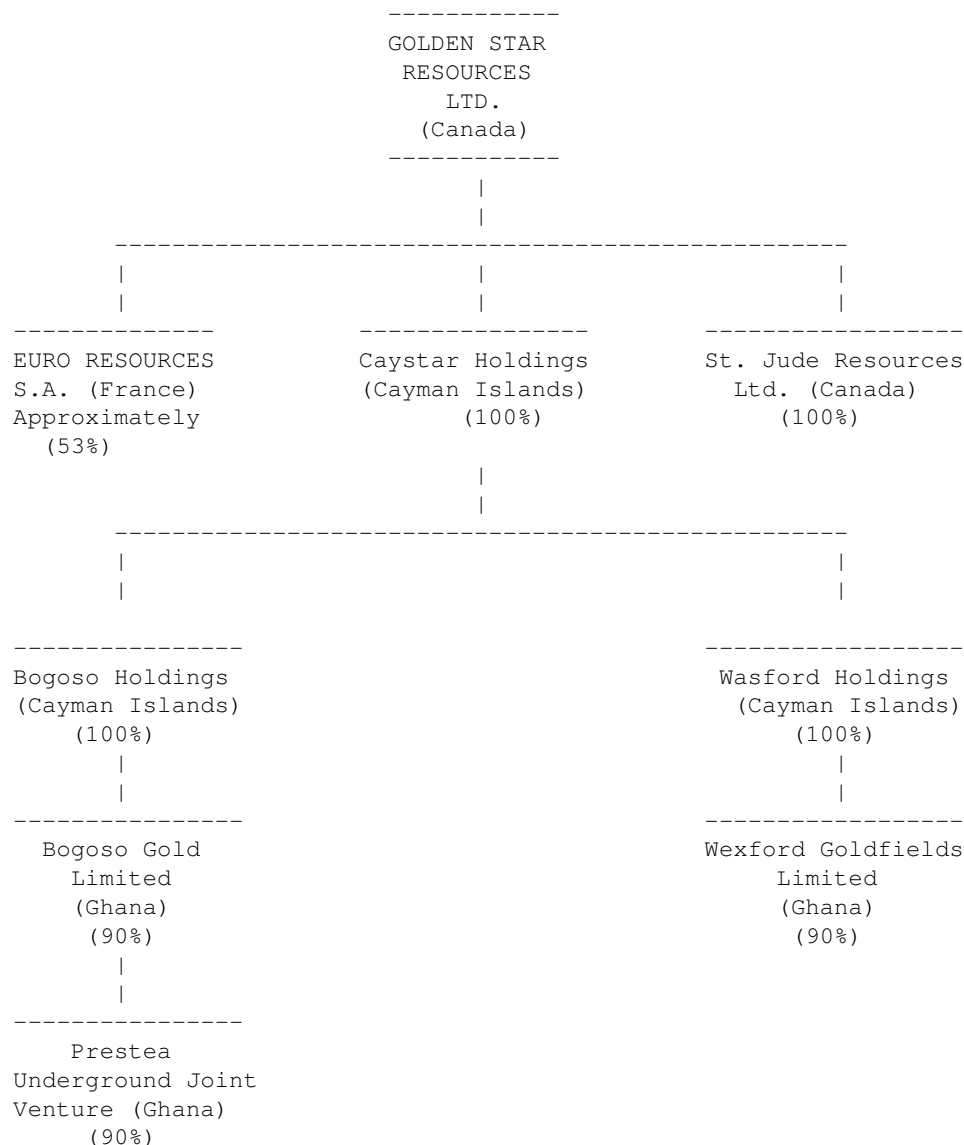 GOLDEN STAR
RESOURCES
LTD.
(Canada)
EURO RESOURCES
S.A. (France)
Approximately
(53%)
Caystar Holdings
(Cayman Islands)
(100%)
St. Jude Resources
Ltd. (Canada)
(100%)
Bogoso Holdings
(Cayman Islands)
(100%)
Wasford Holdings
(Cayman Islands)
(100%)
Bogoso Gold
Limited
(Ghana)
(90%)
Wexford Goldfields
Limited
(Ghana)
(90%)
Prestea
Underground Joint
Venture (Ghana)
(90%)